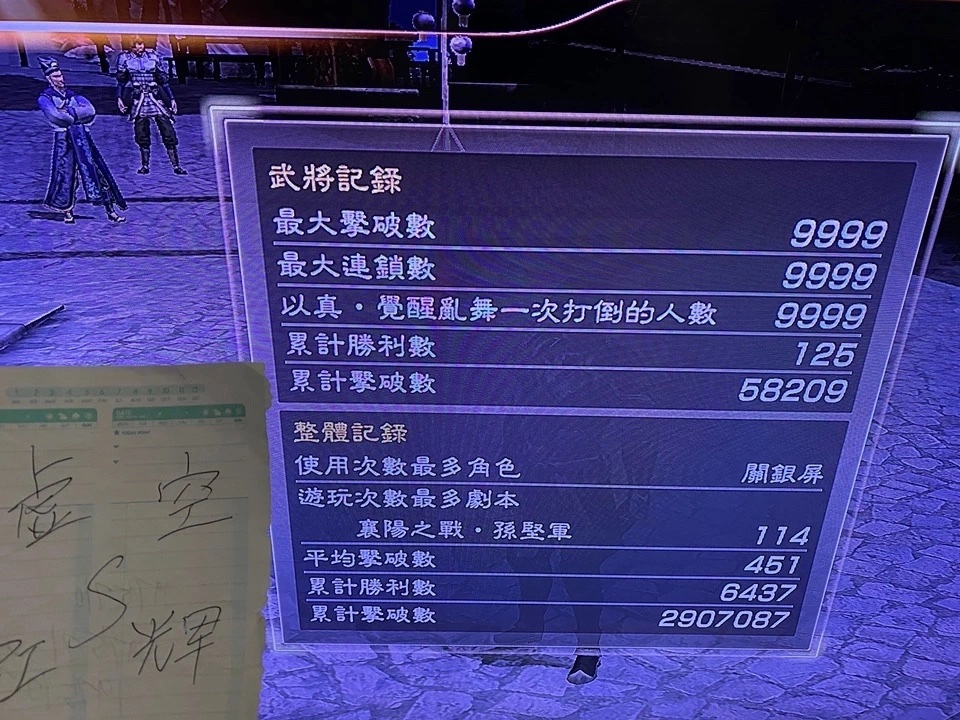 武將記錄
最大擊破數 9999
最大連鎖數 9999
以真・覺醒亂舞一次打倒的人數 9999
累計勝利數 125
累計擊破數 58209
整體記錄
使用次數最多角色 關銀屏
遊玩次數最多劇本
襄陽之戰・孫堅軍 114
平均擊破數 451
累計勝利數 6437
累計擊破數 2907087
虛空
S
輝